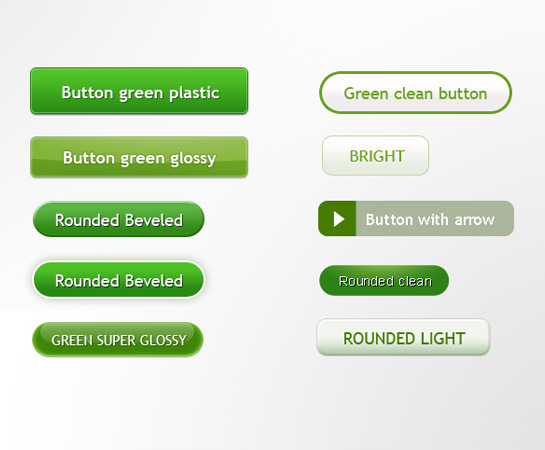 Button green plastic
Button green glossy
Rounded Beveled
Rounded Beveled
GREEN SUPER GLOSSY
Green clean button
BRIGHT
Button with arrow
Rounded clean
ROUNDED LIGHT